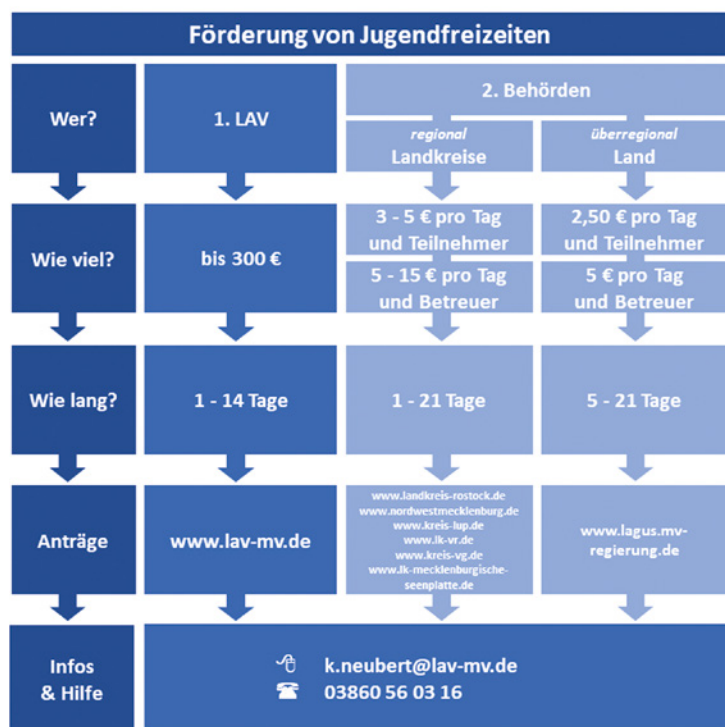 Förderung von Jugendfreizeiten
Wer?
1. LAV
2. Behörden
regional
Landkreise
überregional
Land
Wie viel?
bis 300 €
3 - 5 € pro Tag
und Teilnehmer
5 - 15 € pro Tag
und Betreuer
2,50 € pro Tag
und Teilnehmer
5 € pro Tag
und Betreuer
Wie lang?
1 - 14 Tage
1 - 21 Tage
5 - 21 Tage
Anträge
www.lav-mv.de
www.landkreis-rostock.de
www.nordwestmecklenburg.de
www.kreis-lup.de
www.lk-vr.de
www.kreis-vg.de
www.lk-mecklenburgische-
seenplatte.de
www.lagus.mv-
regierung.de
Infos
& Hilfe
k.neubert@lav-mv.de
03860 56 03 16